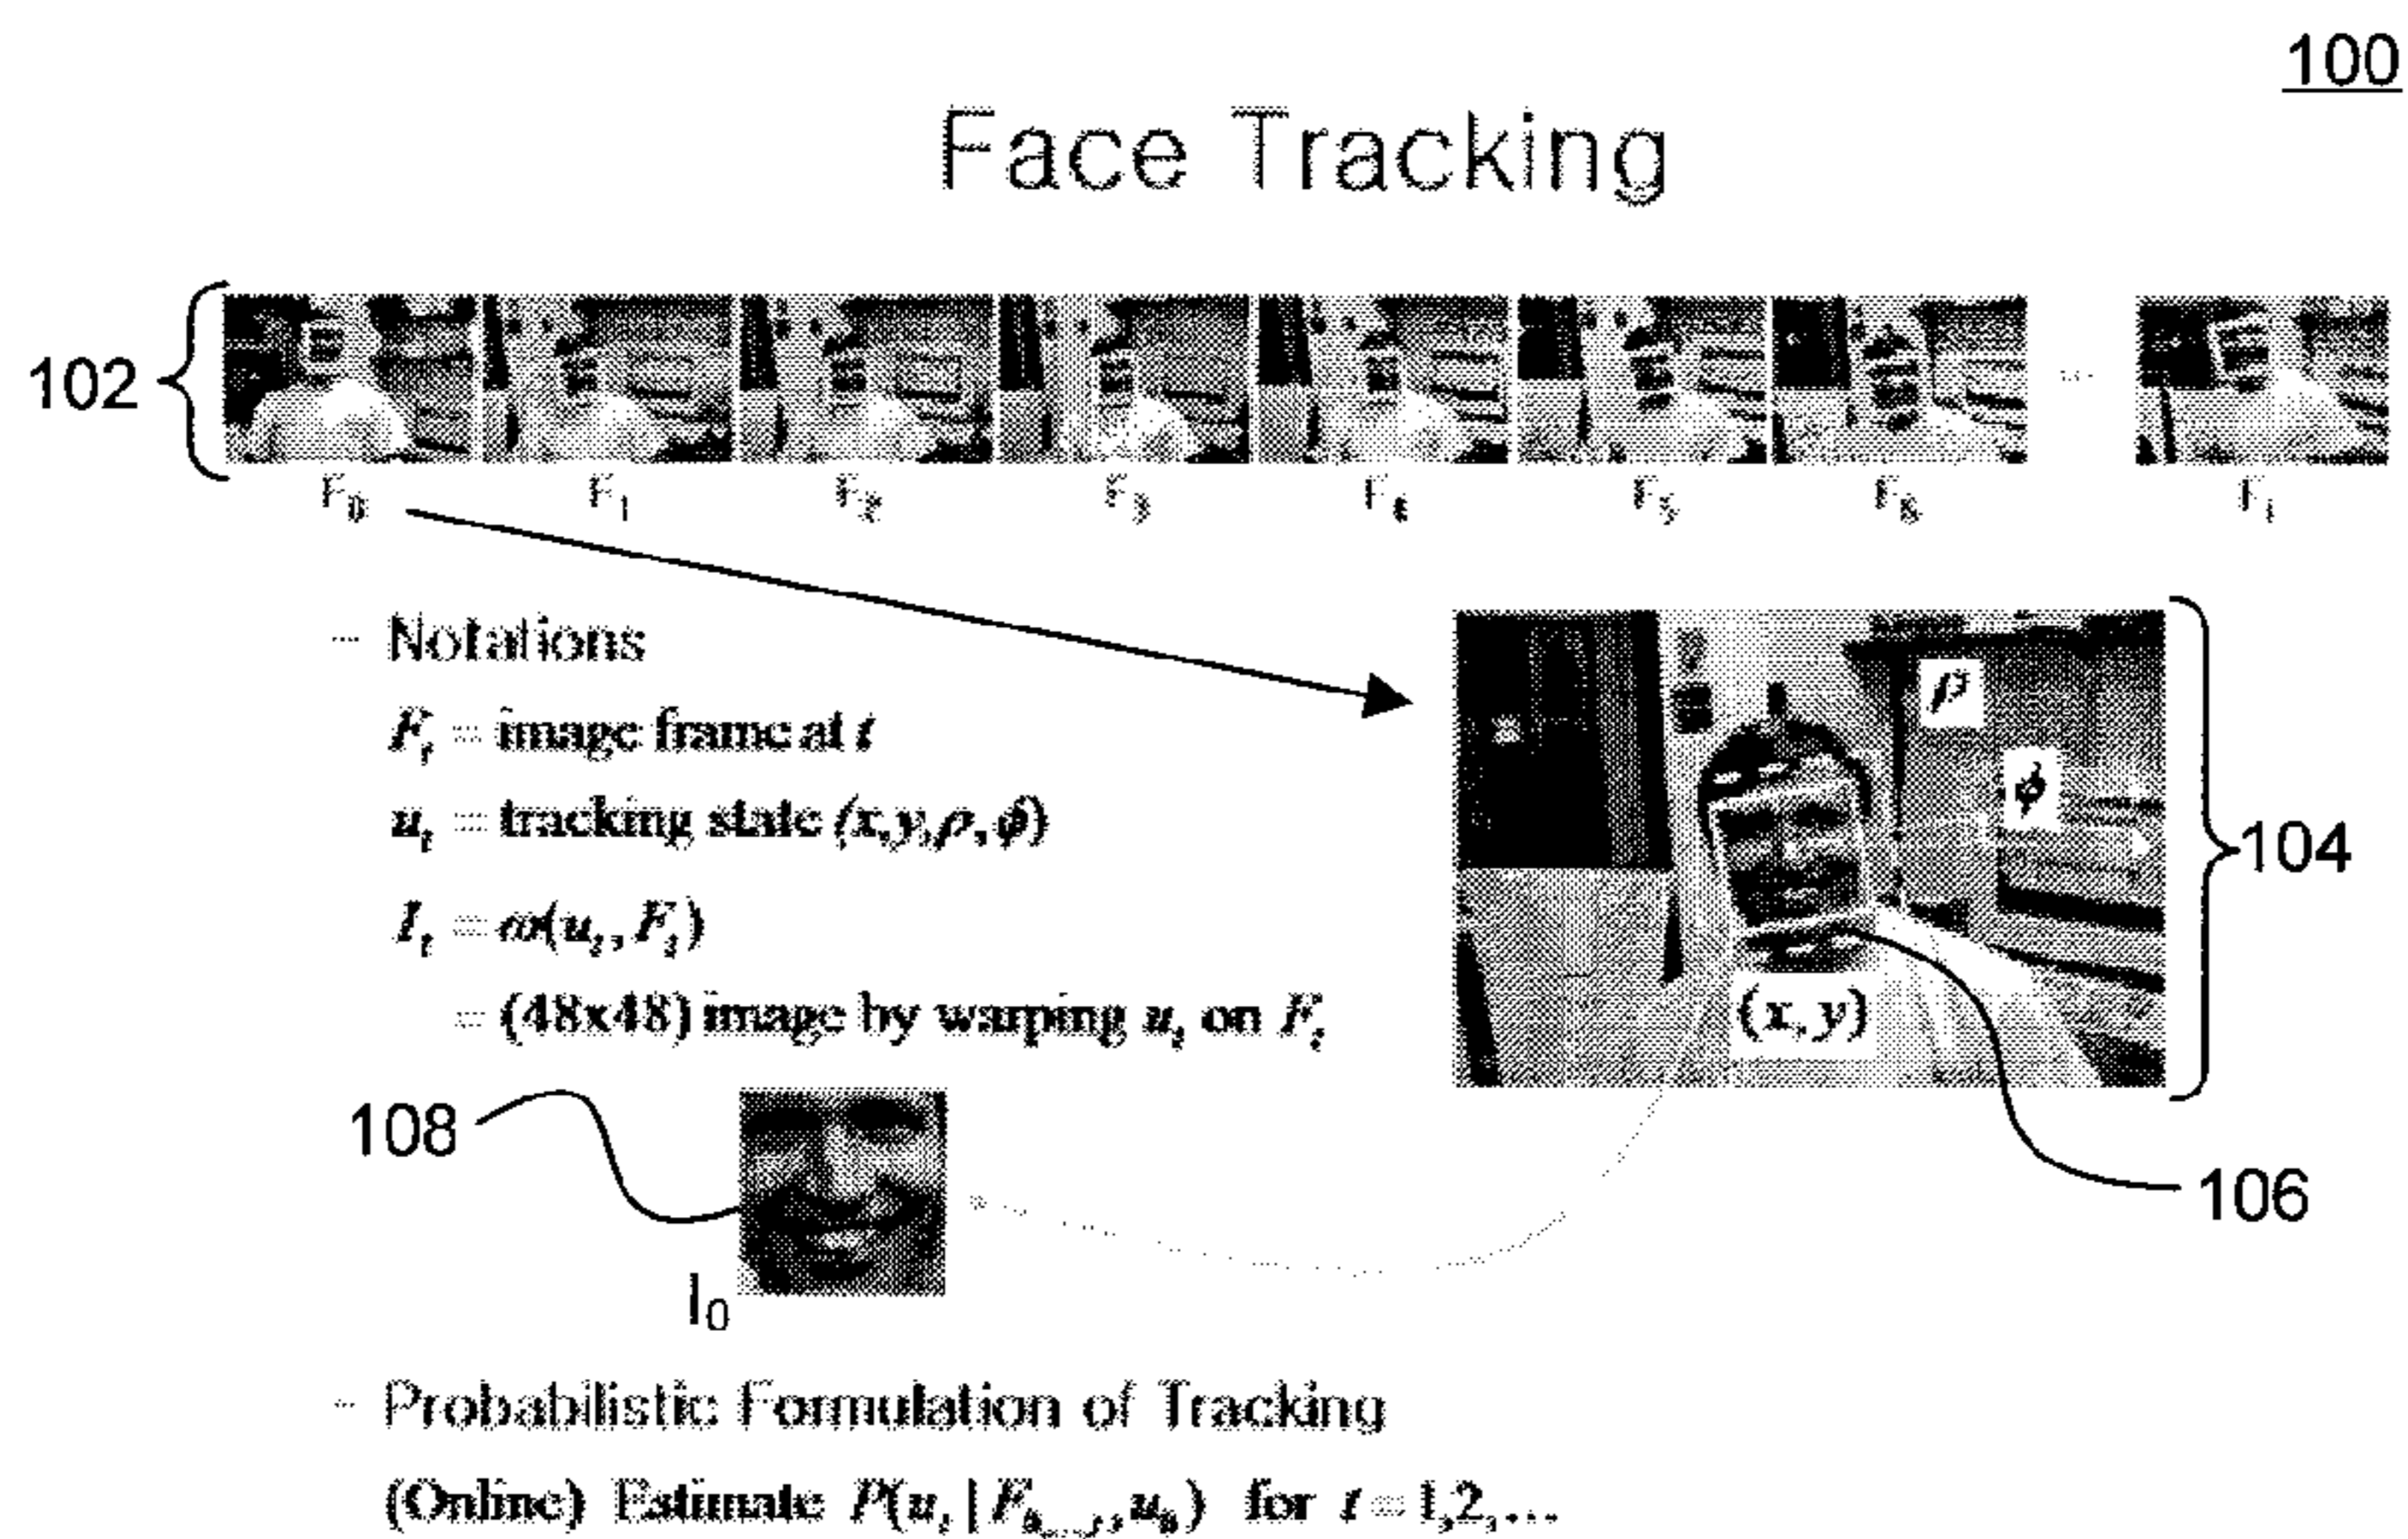 100
Face Tracking
102
F₀ F₁ F₂ F₃ F₄ F₅ F₆ ... Fₜ
- Notations
Fₜ = image frame at t
uₜ = tracking state (x,y,ρ,ϕ)
Iₜ = ω(uₜ, Fₜ)
= (48x48) image by warping uₜ on Fₜ
ρ
ϕ
(x, y)
104
106
108
I₀
- Probabilistic Formulation of Tracking
(Online) Estimate P(uₜ | F₀,...,ₜ, u₀) for t = 1,2,...